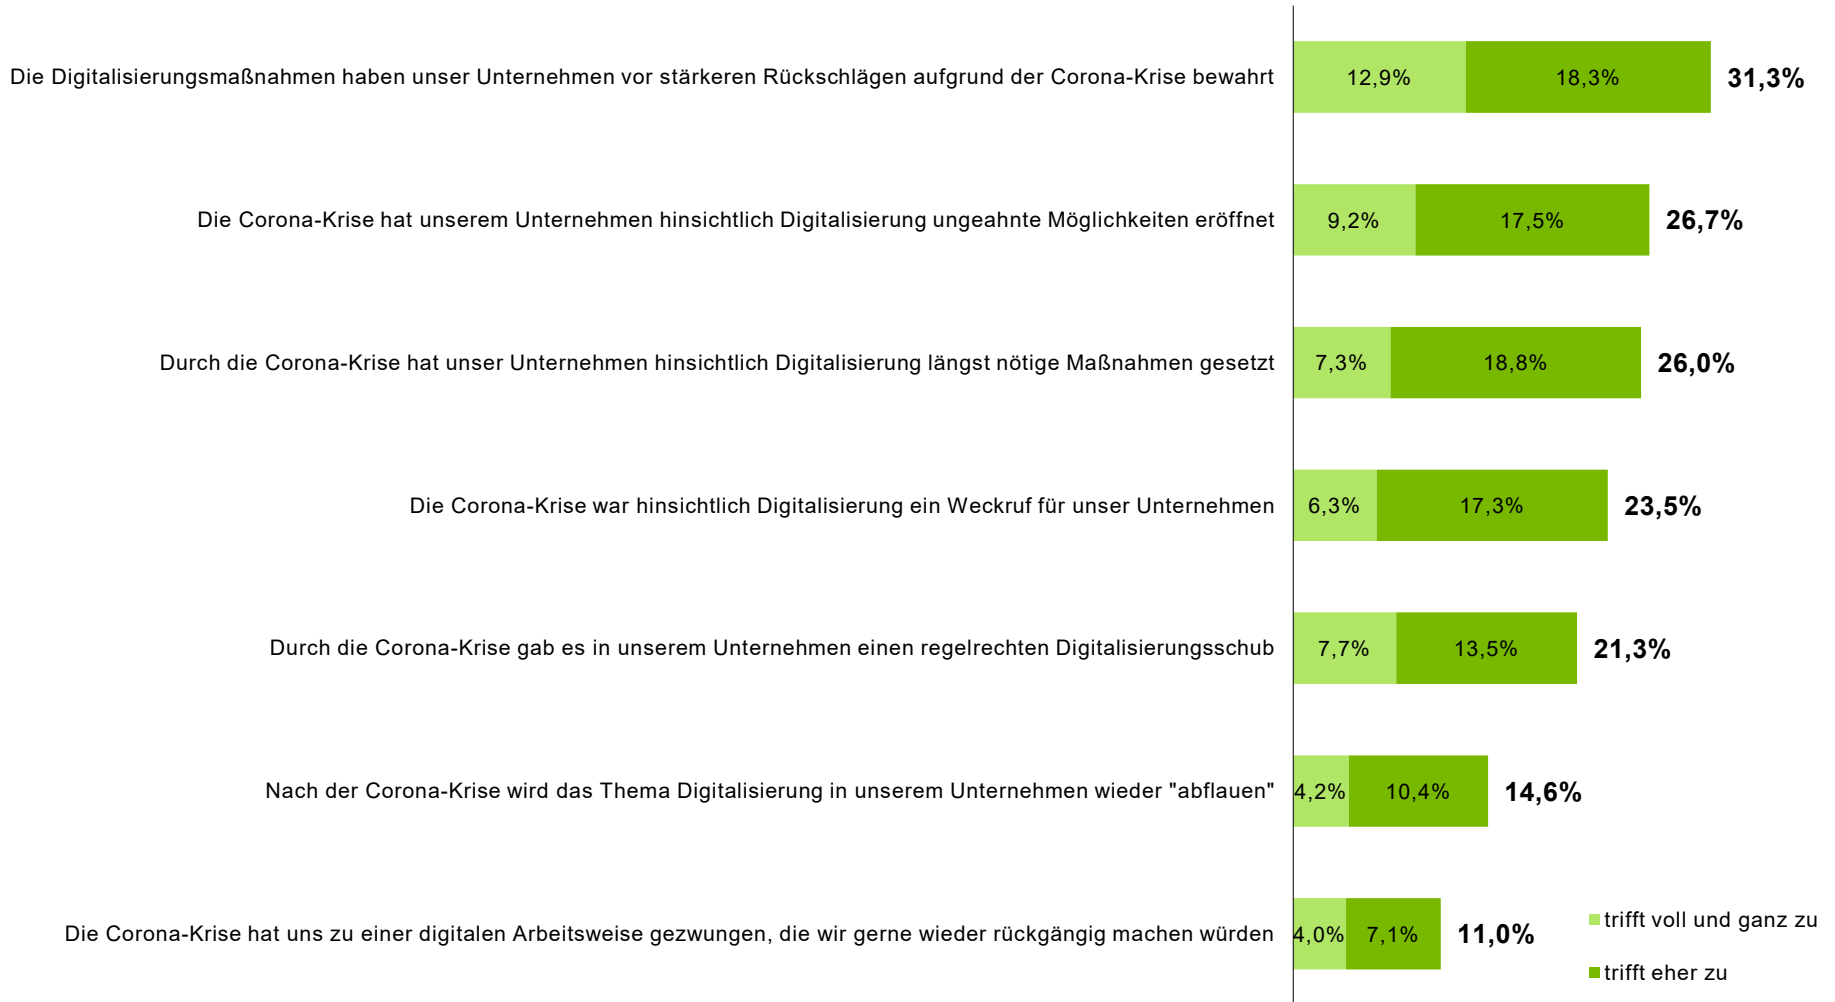 Die Digitalisierungsmaßnahmen haben unser Unternehmen vor stärkeren Rückschlägen aufgrund der Corona-Krise bewahrt 12,9% 18,3% 31,3%
Die Corona-Krise hat unserem Unternehmen hinsichtlich Digitalisierung ungeahnte Möglichkeiten eröffnet 9,2% 17,5% 26,7%
Durch die Corona-Krise hat unser Unternehmen hinsichtlich Digitalisierung längst nötige Maßnahmen gesetzt 7,3% 18,8% 26,0%
Die Corona-Krise war hinsichtlich Digitalisierung ein Weckruf für unser Unternehmen 6,3% 17,3% 23,5%
Durch die Corona-Krise gab es in unserem Unternehmen einen regelrechten Digitalisierungsschub 7,7% 13,5% 21,3%
Nach der Corona-Krise wird das Thema Digitalisierung in unserem Unternehmen wieder "abflauen" 4,2% 10,4% 14,6%
Die Corona-Krise hat uns zu einer digitalen Arbeitsweise gezwungen, die wir gerne wieder rückgängig machen würden 4,0% 7,1% 11,0%
trifft voll und ganz zu
trifft eher zu